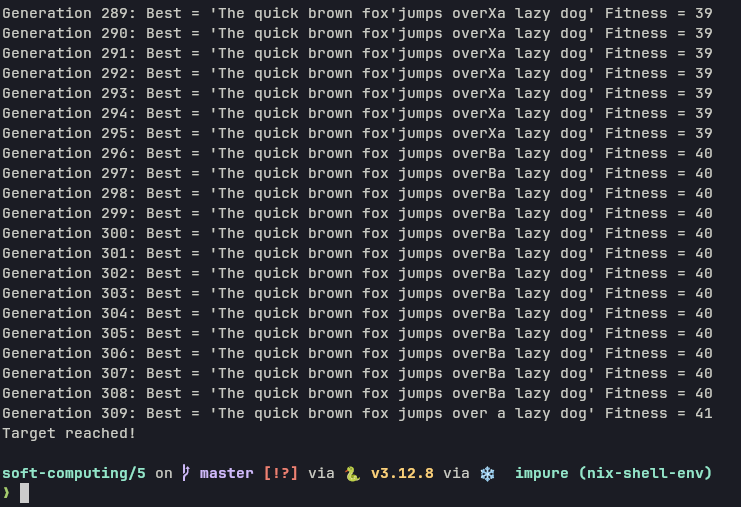 Generation 289: Best = 'The quick brown fox'jumps overXa lazy dog' Fitness = 39
Generation 290: Best = 'The quick brown fox'jumps overXa lazy dog' Fitness = 39
Generation 291: Best = 'The quick brown fox'jumps overXa lazy dog' Fitness = 39
Generation 292: Best = 'The quick brown fox'jumps overXa lazy dog' Fitness = 39
Generation 293: Best = 'The quick brown fox'jumps overXa lazy dog' Fitness = 39
Generation 294: Best = 'The quick brown fox'jumps overXa lazy dog' Fitness = 39
Generation 295: Best = 'The quick brown fox'jumps overXa lazy dog' Fitness = 39
Generation 296: Best = 'The quick brown fox jumps overBa lazy dog' Fitness = 40
Generation 297: Best = 'The quick brown fox jumps overBa lazy dog' Fitness = 40
Generation 298: Best = 'The quick brown fox jumps overBa lazy dog' Fitness = 40
Generation 299: Best = 'The quick brown fox jumps overBa lazy dog' Fitness = 40
Generation 300: Best = 'The quick brown fox jumps overBa lazy dog' Fitness = 40
Generation 301: Best = 'The quick brown fox jumps overBa lazy dog' Fitness = 40
Generation 302: Best = 'The quick brown fox jumps overBa lazy dog' Fitness = 40
Generation 303: Best = 'The quick brown fox jumps overBa lazy dog' Fitness = 40
Generation 304: Best = 'The quick brown fox jumps overBa lazy dog' Fitness = 40
Generation 305: Best = 'The quick brown fox jumps overBa lazy dog' Fitness = 40
Generation 306: Best = 'The quick brown fox jumps overBa lazy dog' Fitness = 40
Generation 307: Best = 'The quick brown fox jumps overBa lazy dog' Fitness = 40
Generation 308: Best = 'The quick brown fox jumps overBa lazy dog' Fitness = 40
Generation 309: Best = 'The quick brown fox jumps over a lazy dog' Fitness = 41
Target reached!
soft-computing/5 on master [!?] via 🐍 v3.12.8 via ❄️ impure (nix-shell-env)
❯